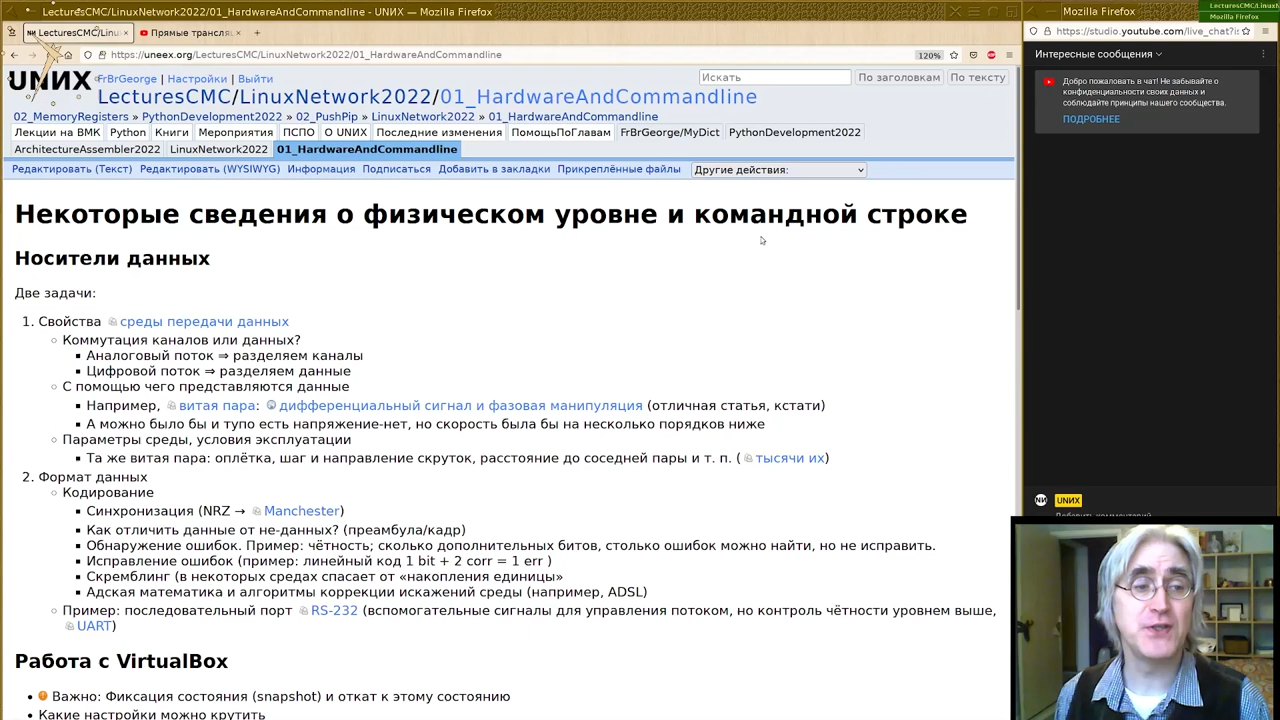 LecturesCMC/LinuxNetwork2022/01_HardwareAndCommandline - UNИX — Mozilla Firefox
Mozilla Firefox
LecturesCMC/LinuxN
Mozilla Firefox
LecturesCMC/Linu
Прямые трансля
https://uneex.org/LecturesCMC/LinuxNetwork2022/01_HardwareAndCommandline
120%
https://studio.youtube.com/live_chat?is
UNИX
FrBrGeorge | Настройки | Выйти
Искать
По заголовкам
По тексту
LecturesCMC/LinuxNetwork2022/01_HardwareAndCommandline
02_MemoryRegisters » PythonDevelopment2022 » 02_PushPip » LinuxNetwork2022 » 01_HardwareAndCommandline
Лекции на ВМК Python Книги Мероприятия ПСПО О UNИX Последние изменения ПомощьПоГлавам FrBrGeorge/MyDict PythonDevelopment2022
ArchitectureAssembler2022 LinuxNetwork2022 01_HardwareAndCommandline
Редактировать (Текст) Редактировать (WYSIWYG) Информация Подписаться Добавить в закладки Прикреплённые файлы Другие действия:
Некоторые сведения о физическом уровне и командной строке
Носители данных
Две задачи:
1. Свойства среды передачи данных
Коммутация каналов или данных?
Аналоговый поток ⇒ разделяем каналы
Цифровой поток ⇒ разделяем данные
С помощью чего представляются данные
Например, витая пара: дифференциальный сигнал и фазовая манипуляция (отличная статья, кстати)
А можно было бы и тупо есть напряжение-нет, но скорость была бы на несколько порядков ниже
Параметры среды, условия эксплуатации
Та же витая пара: оплётка, шаг и направление скруток, расстояние до соседней пары и т. п. ( тысячи их)
2. Формат данных
Кодирование
Синхронизация (NRZ → Manchester)
Как отличить данные от не-данных? (преамбула/кадр)
Обнаружение ошибок. Пример: чётность; сколько дополнительных битов, столько ошибок можно найти, но не исправить.
Исправление ошибок (пример: линейный код 1 bit + 2 corr = 1 err )
Скремблинг (в некоторых средах спасает от «накопления единицы»
Адская математика и алгоритмы коррекции искажений среды (например, ADSL)
Пример: последовательный порт RS-232 (вспомогательные сигналы для управления потоком, но контроль чётности уровнем выше,
UART)
Работа с VirtualBox
Важно: Фиксация состояния (snapshot) и откат к этому состоянию
Какие настройки можно крутить
Интересные сообщения
Добро пожаловать в чат! Не забывайте о
конфиденциальности своих данных и
соблюдайте принципы нашего сообщества.
ПОДРОБНЕЕ
NИ UNИX